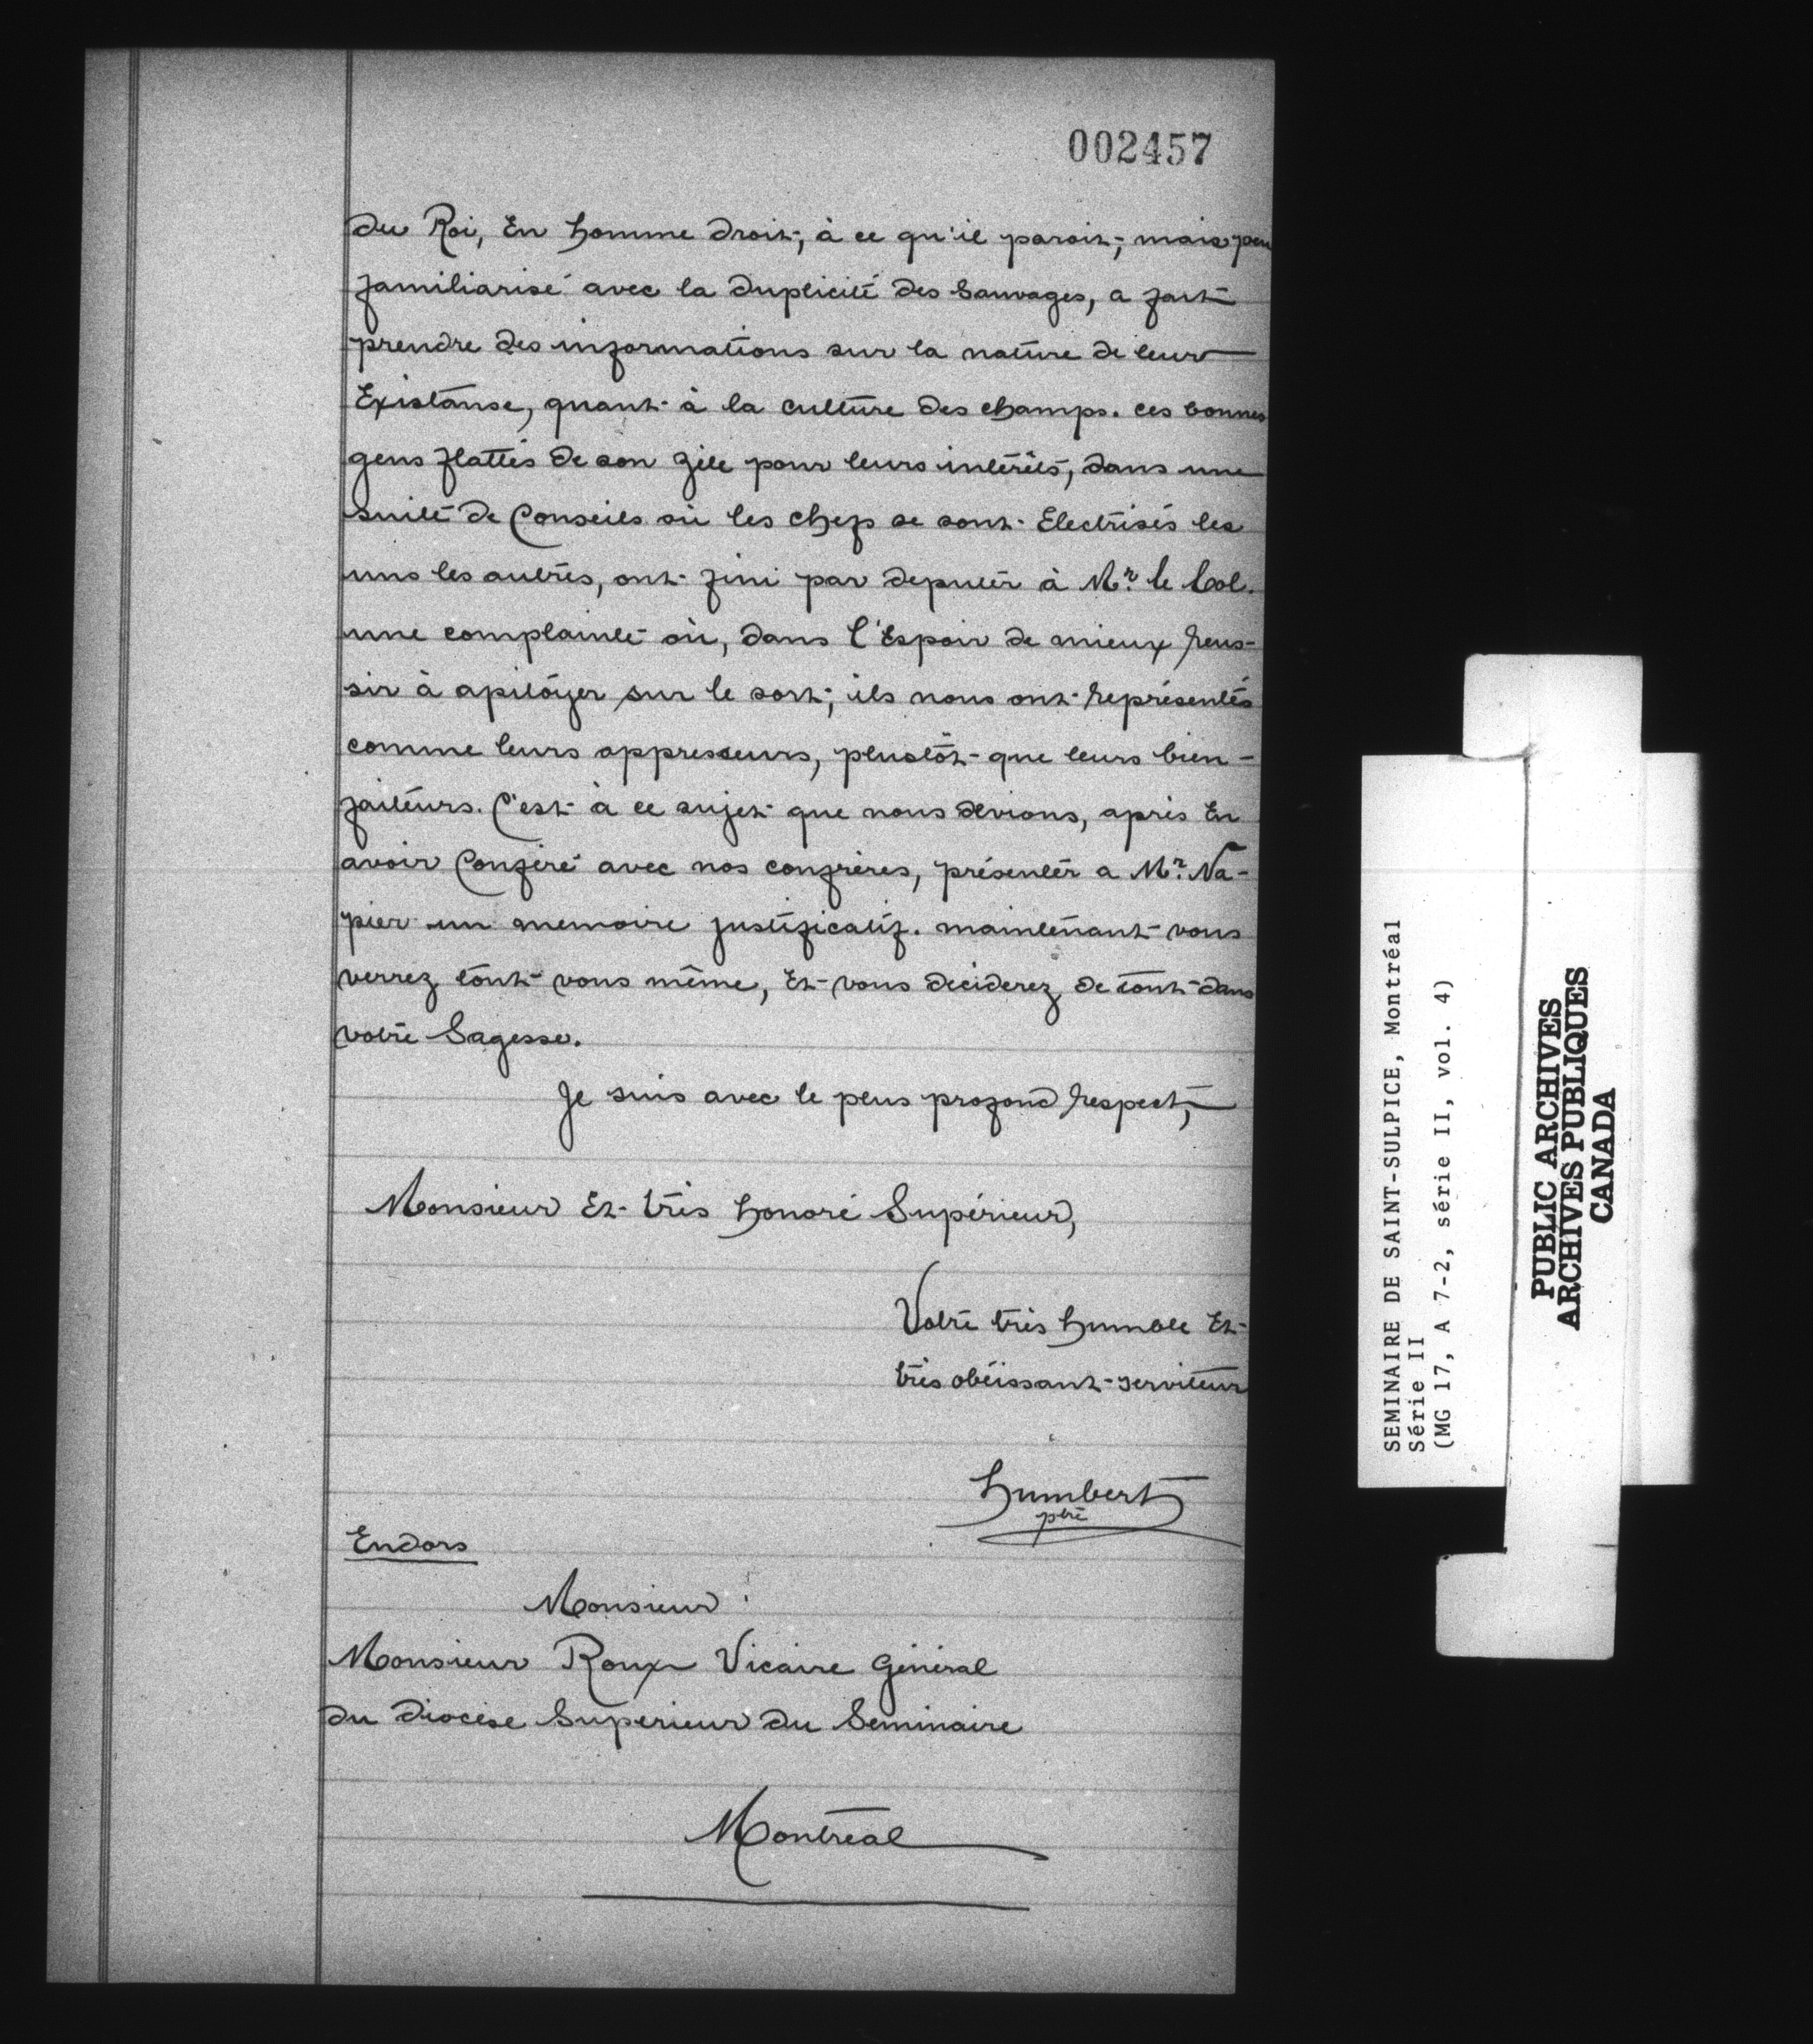 002457
du Roi, En homme droit, à ce qu'il paroit, mais peu
familiarisé avec la duplicité des Sauvages, a fait
prendre des informations sur la nature de leur
Existanse, quant à la culture des champs. ces bonnes
gens flattés de son zèle pour leurs intérêts, dans une
suite de Conseils où les chefs se sont Electrisés les
uns les autres, ont fini par deputer à Mr. le Col.
une complainte où, dans l'Espoir de mieux reus-
sir à apitoyer sur le sort, ils nous ont représentés
comme leurs oppresseurs, plustôt que leurs bien-
faiteurs. C'est à ce sujet que nous devions, après En
avoir Conféré avec nos confrères, présenter a Mr. Na-
pier un memoire justificatif. maintenant vous
verrez tout vous même, Et vous deciderez de tout dans
votre Sagesse.
Je suis avec le plus profond respect,
Monsieur Et très honoré Supérieur,
Votre très humble Et
très obéissant serviteur
Humbert
ptre
Endors
Monsieur
Monsieur Roux Vicaire Général
du Diocèse Superieur du Seminaire
Montréal
SEMINAIRE DE SAINT-SULPICE, Montréal
Série II
(MG 17, A 7-2, série II, vol. 4)
PUBLIC ARCHIVES
ARCHIVES PUBLIQUES
CANADA